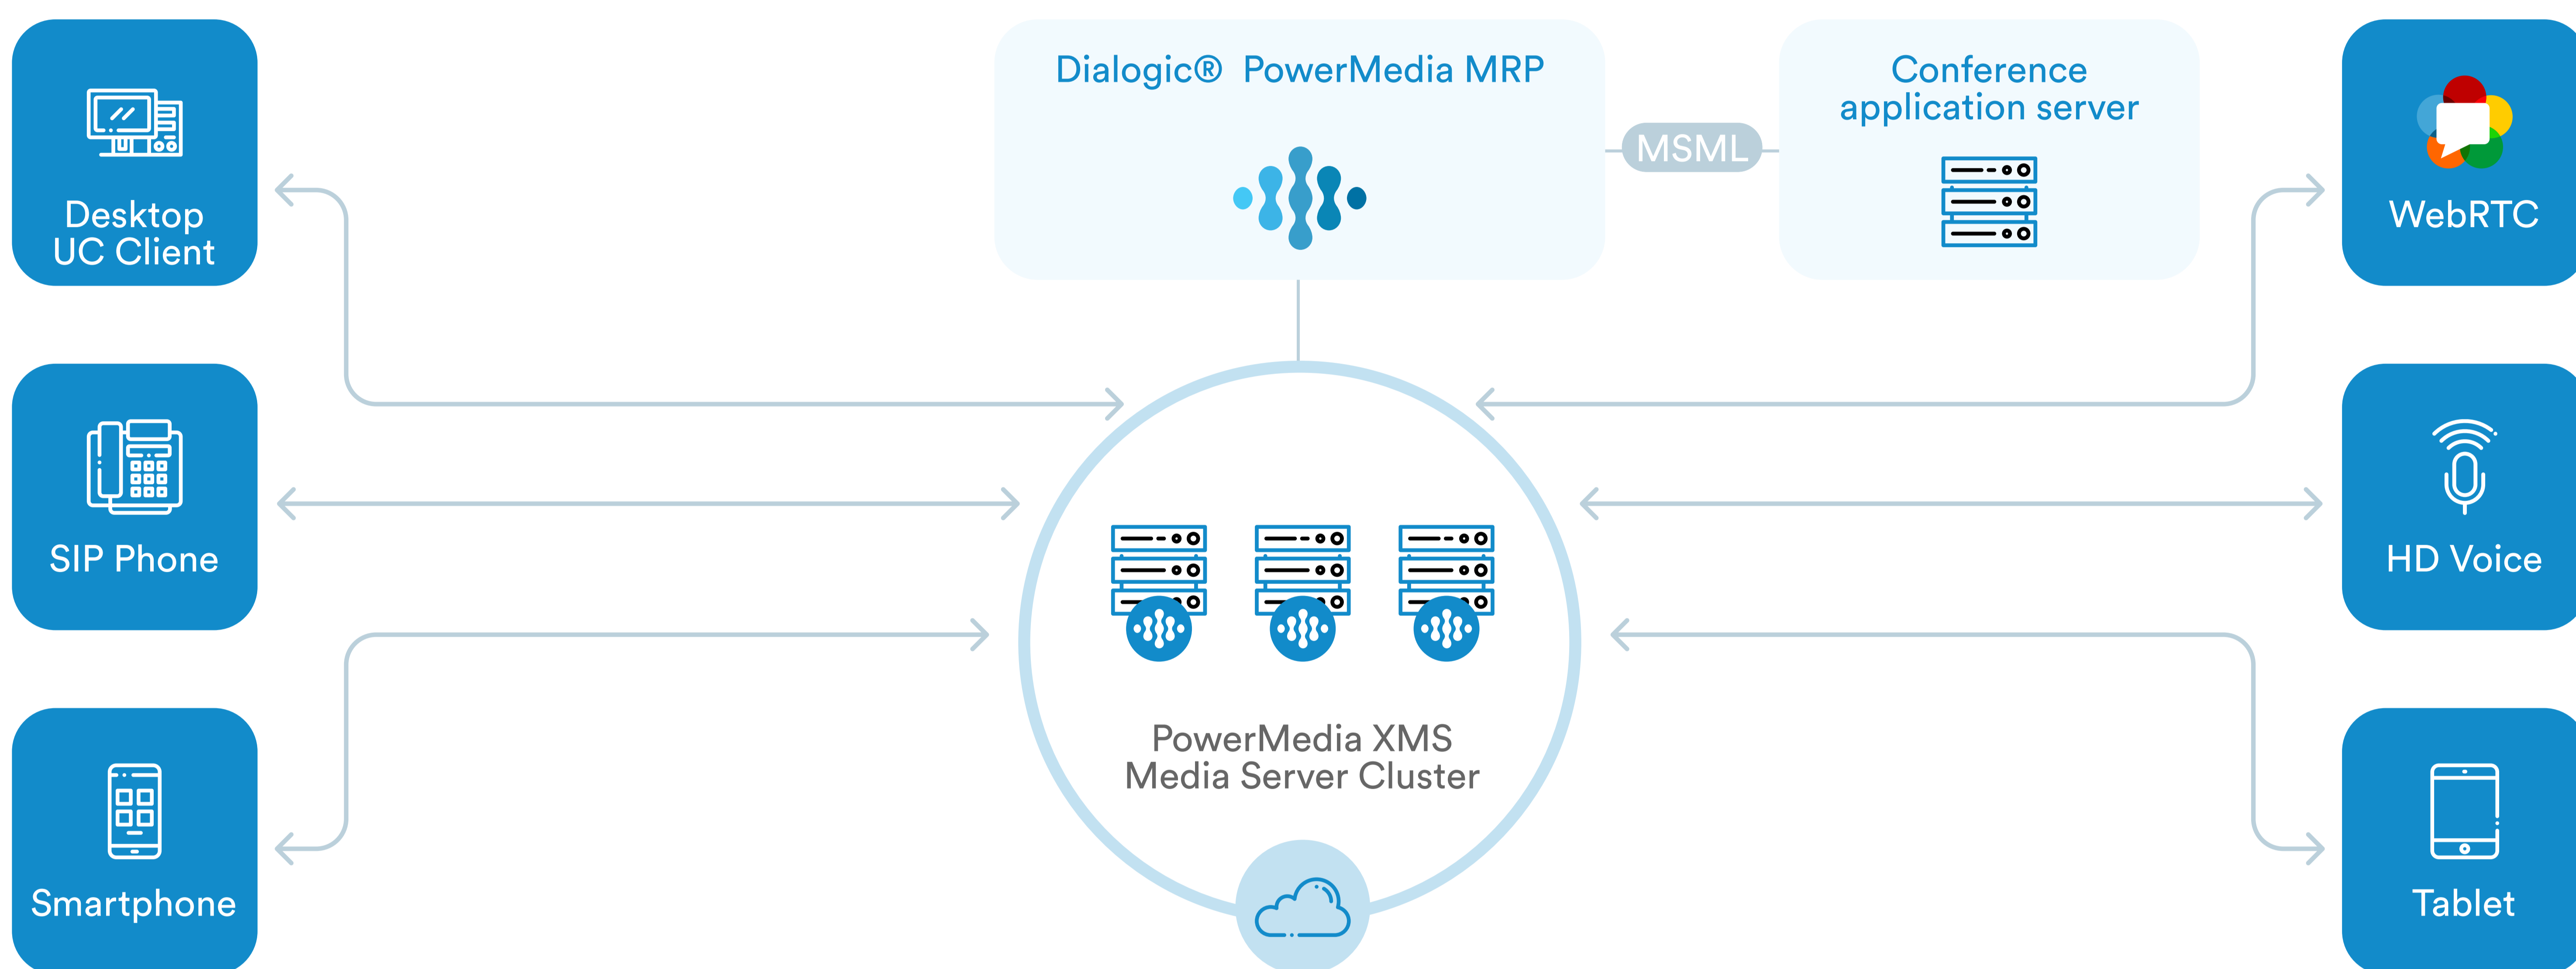 Dialogic® PowerMedia MRP
Conference
application server
MSML
Desktop
UC Client
WebRTC
SIP Phone
HD Voice
PowerMedia XMS
Media Server Cluster
Smartphone
Tablet